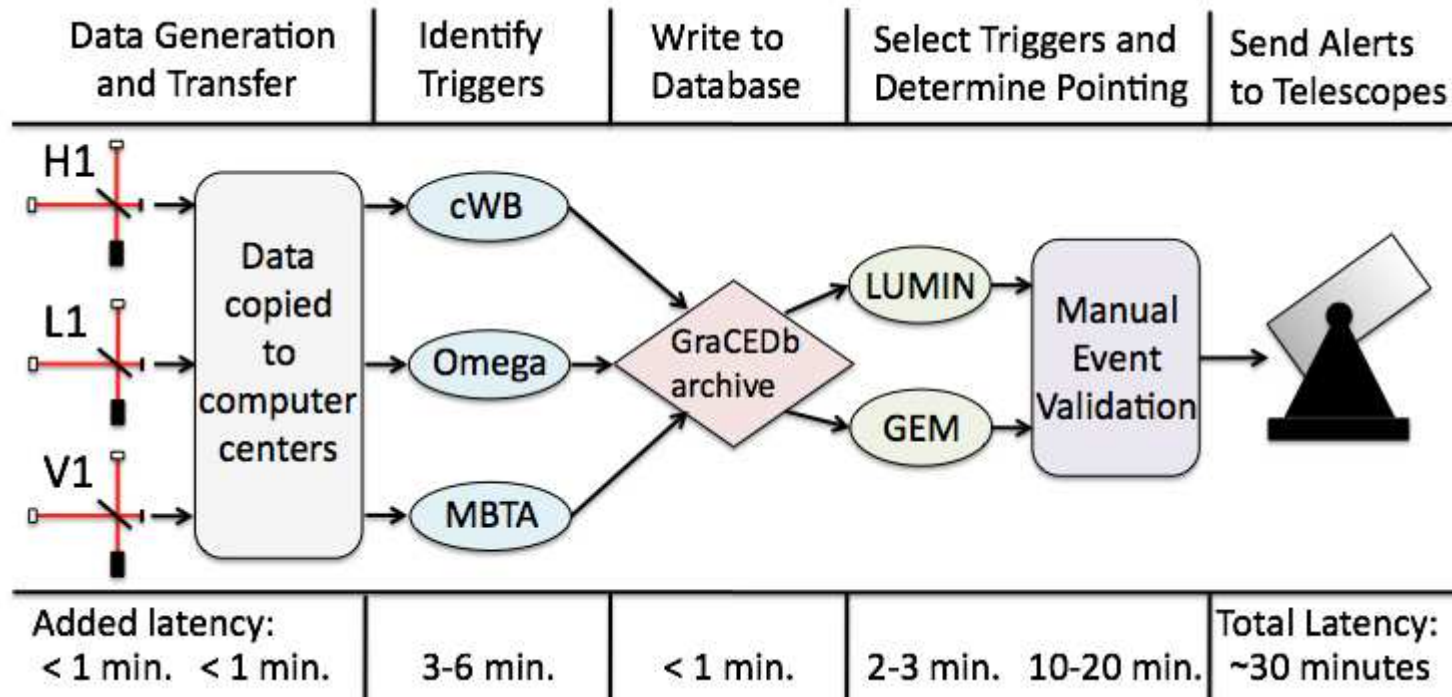 Data Generation
and Transfer
Identify
Triggers
Write to
Database
Select Triggers and
Determine Pointing
Send Alerts
to Telescopes
H1
L1
V1
Data
copied
to
computer
centers
cWB
Omega
MBTA
GraCEDb
archive
LUMIN
GEM
Manual
Event
Validation
Added latency:
< 1 min. < 1 min.
3-6 min.
< 1 min.
2-3 min. 10-20 min.
Total Latency:
~30 minutes